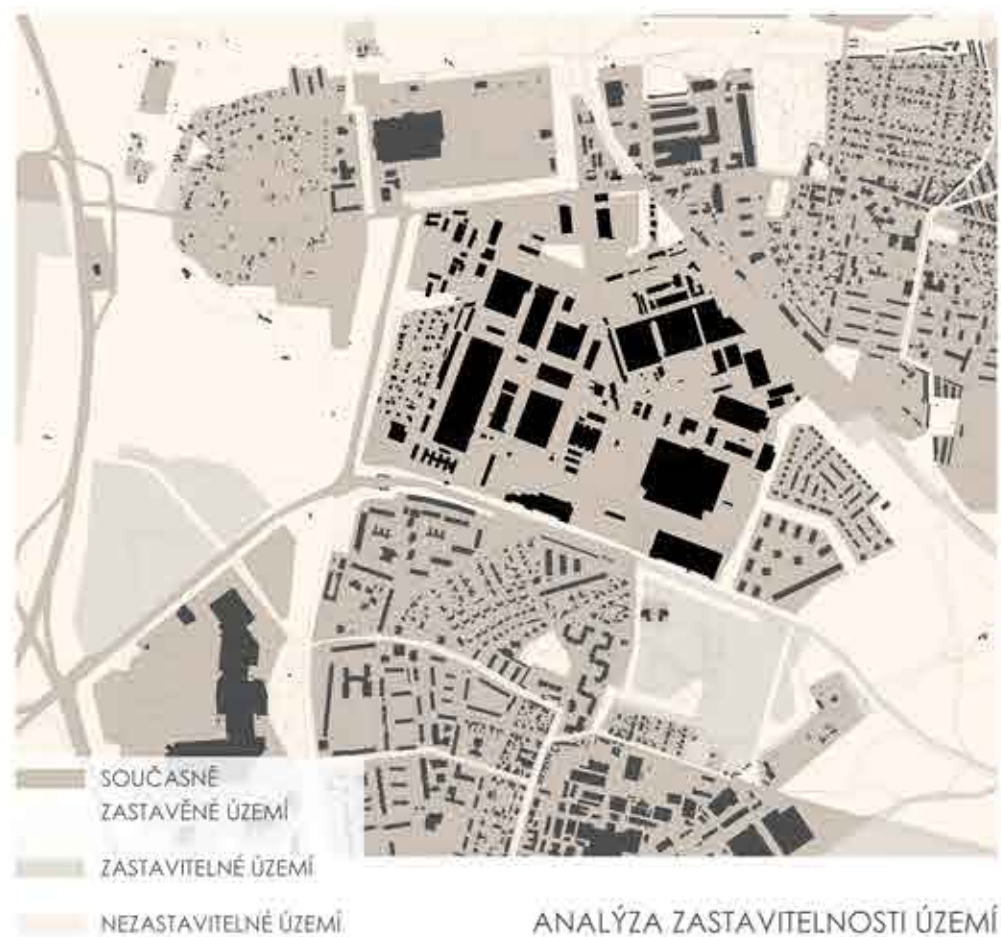 SOUČASNĚ
ZASTAVĚNÉ ÚZEMÍ
ZASTAVITELNÉ ÚZEMÍ
NEZASTAVITELNÉ ÚZEMÍ
ANALÝZA ZASTAVITELNOSTI ÚZEMÍ